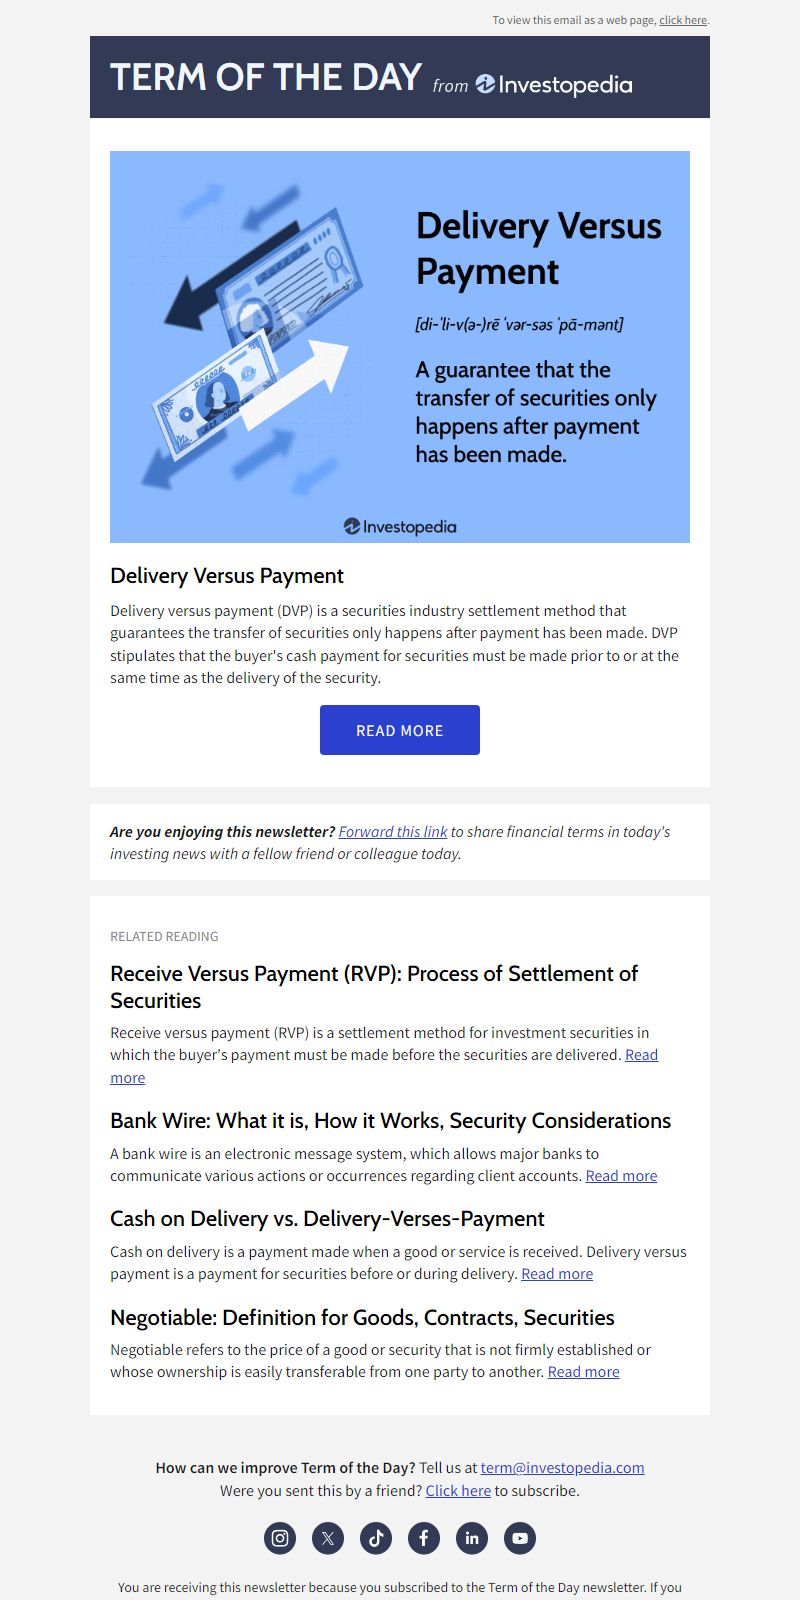 To view this email as a web page, click here.
TERM OF THE DAY from Investopedia
Delivery Versus
Payment
[di-ˈli-v(ə-)rē ˈvər-səs ˈpā-mənt]
A guarantee that the
transfer of securities only
happens after payment
has been made.
Investopedia
Delivery Versus Payment
Delivery versus payment (DVP) is a securities industry settlement method that
guarantees the transfer of securities only happens after payment has been made. DVP
stipulates that the buyer's cash payment for securities must be made prior to or at the
same time as the delivery of the security.
READ MORE
Are you enjoying this newsletter? Forward this link to share financial terms in today's
investing news with a fellow friend or colleague today.
RELATED READING
Receive Versus Payment (RVP): Process of Settlement of
Securities
Receive versus payment (RVP) is a settlement method for investment securities in
which the buyer's payment must be made before the securities are delivered. Read
more
Bank Wire: What it is, How it Works, Security Considerations
A bank wire is an electronic message system, which allows major banks to
communicate various actions or occurrences regarding client accounts. Read more
Cash on Delivery vs. Delivery-Verses-Payment
Cash on delivery is a payment made when a good or service is received. Delivery versus
payment is a payment for securities before or during delivery. Read more
Negotiable: Definition for Goods, Contracts, Securities
Negotiable refers to the price of a good or security that is not firmly established or
whose ownership is easily transferable from one party to another. Read more
How can we improve Term of the Day? Tell us at term@investopedia.com
Were you sent this by a friend? Click here to subscribe.
You are receiving this newsletter because you subscribed to the Term of the Day newsletter. If you